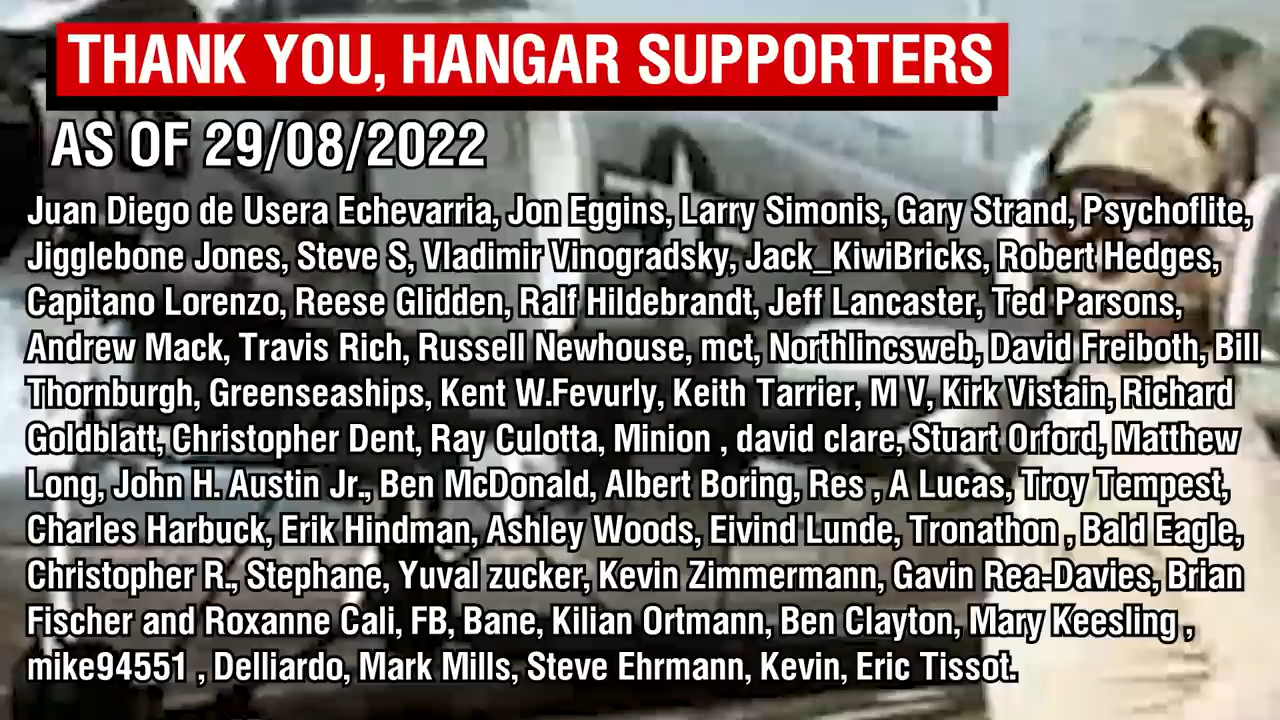 THANK YOU, HANGAR SUPPORTERS
AS OF 29/08/2022
Juan Diego de Usera Echevarria, Jon Eggins, Larry Simonis, Gary Strand, Psychoflite,
Jigglebone Jones, Steve S, Vladimir Vinogradsky, Jack_KiwiBricks, Robert Hedges,
Capitano Lorenzo, Reese Glidden, Ralf Hildebrandt, Jeff Lancaster, Ted Parsons,
Andrew Mack, Travis Rich, Russell Newhouse, mct, Northlincsweb, David Freiboth, Bill
Thornburgh, Greenseaships, Kent W.Fevurly, Keith Tarrier, M V, Kirk Vistain, Richard
Goldblatt, Christopher Dent, Ray Culotta, Minion , david clare, Stuart Orford, Matthew
Long, John H. Austin Jr., Ben McDonald, Albert Boring, Res , A Lucas, Troy Tempest,
Charles Harbuck, Erik Hindman, Ashley Woods, Eivind Lunde, Tronathon , Bald Eagle,
Christopher R., Stephane, Yuval zucker, Kevin Zimmermann, Gavin Rea-Davies, Brian
Fischer and Roxanne Cali, FB, Bane, Kilian Ortmann, Ben Clayton, Mary Keesling ,
mike94551 , Delliardo, Mark Mills, Steve Ehrmann, Kevin, Eric Tissot.